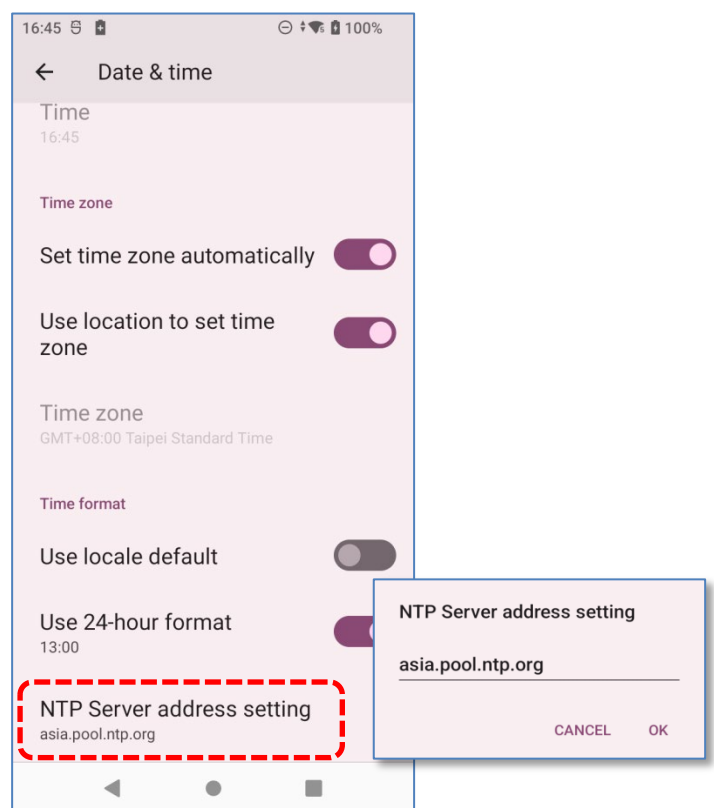 16:45 100%
Date & time
Time
16:45
Time zone
Set time zone automatically
Use location to set time
zone
Time zone
GMT+08:00 Taipei Standard Time
Time format
Use locale default
Use 24-hour format
13:00
NTP Server address setting
asia.pool.ntp.org
NTP Server address setting
asia.pool.ntp.org
CANCEL OK